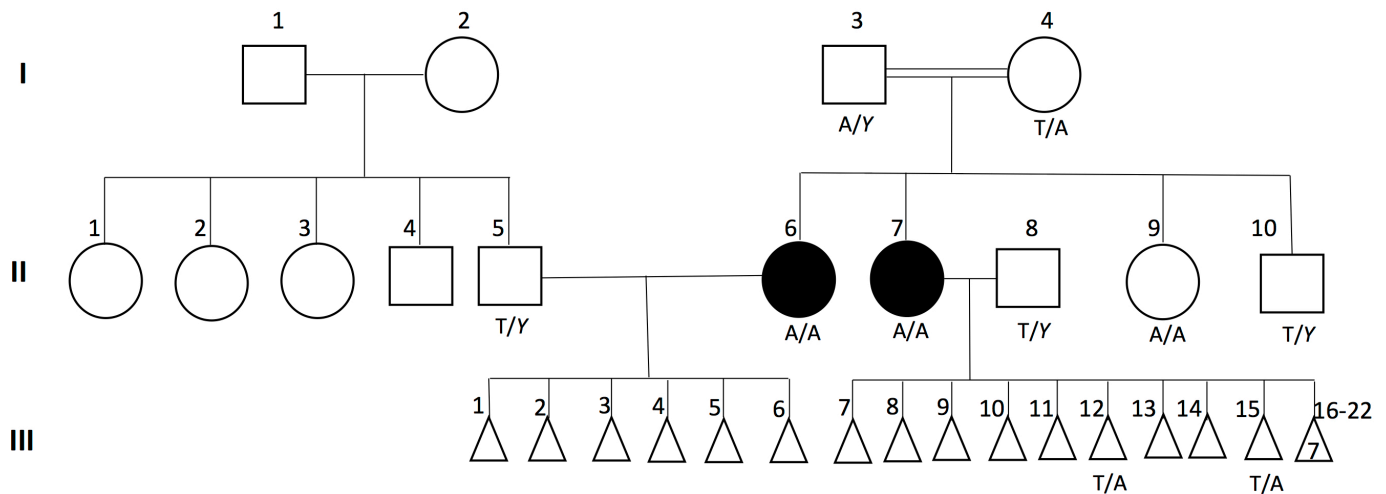 1 2 3 4
I
A/Y T/A
1 2 3 4 5 6 7 8 9 10
II
T/Y A/A A/A T/Y A/A T/Y
1 2 3 4 5 6 7 8 9 10 11 12 13 14 15 16-22
III
7
T/A T/A